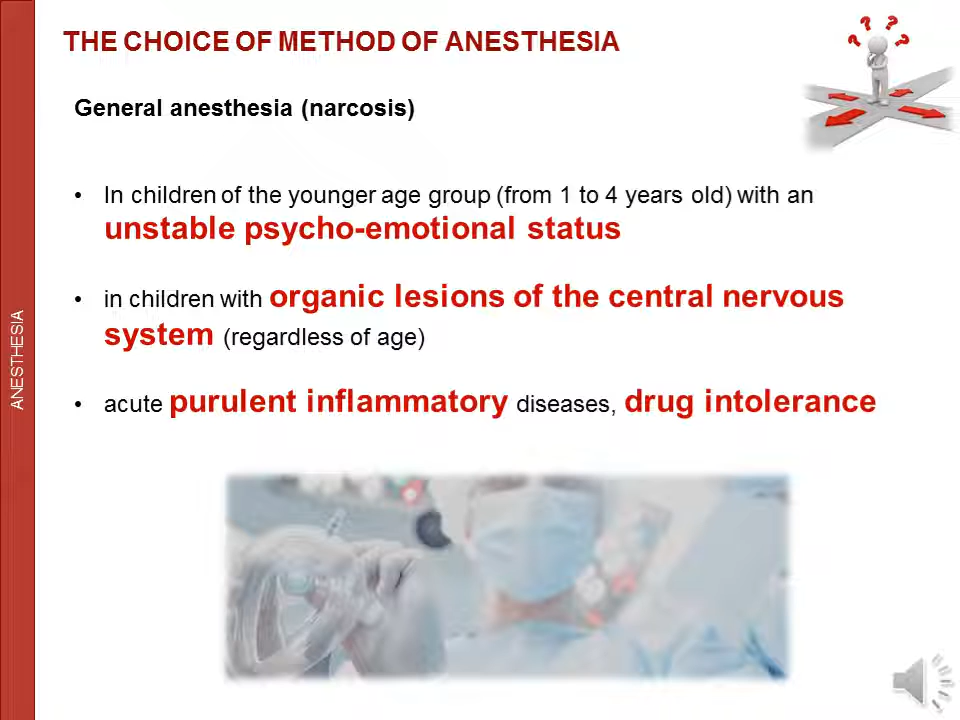 THE CHOICE OF METHOD OF ANESTHESIA
General anesthesia (narcosis)
• In children of the younger age group (from 1 to 4 years old) with an
unstable psycho-emotional status
• in children with organic lesions of the central nervous
system (regardless of age)
• acute purulent inflammatory diseases, drug intolerance
ANESTHESIA
? ? ? ?